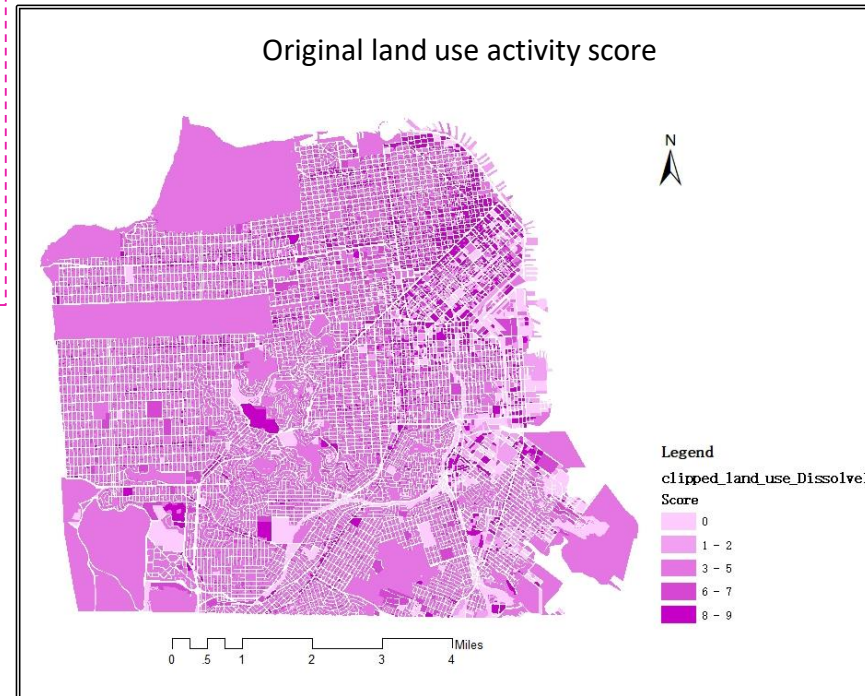 Original land use activity score
N
Legend
clipped_land_use_Dissolve1
Score
0
1 - 2
3 - 5
6 - 7
8 - 9
Miles
0 .5 1 2 3 4